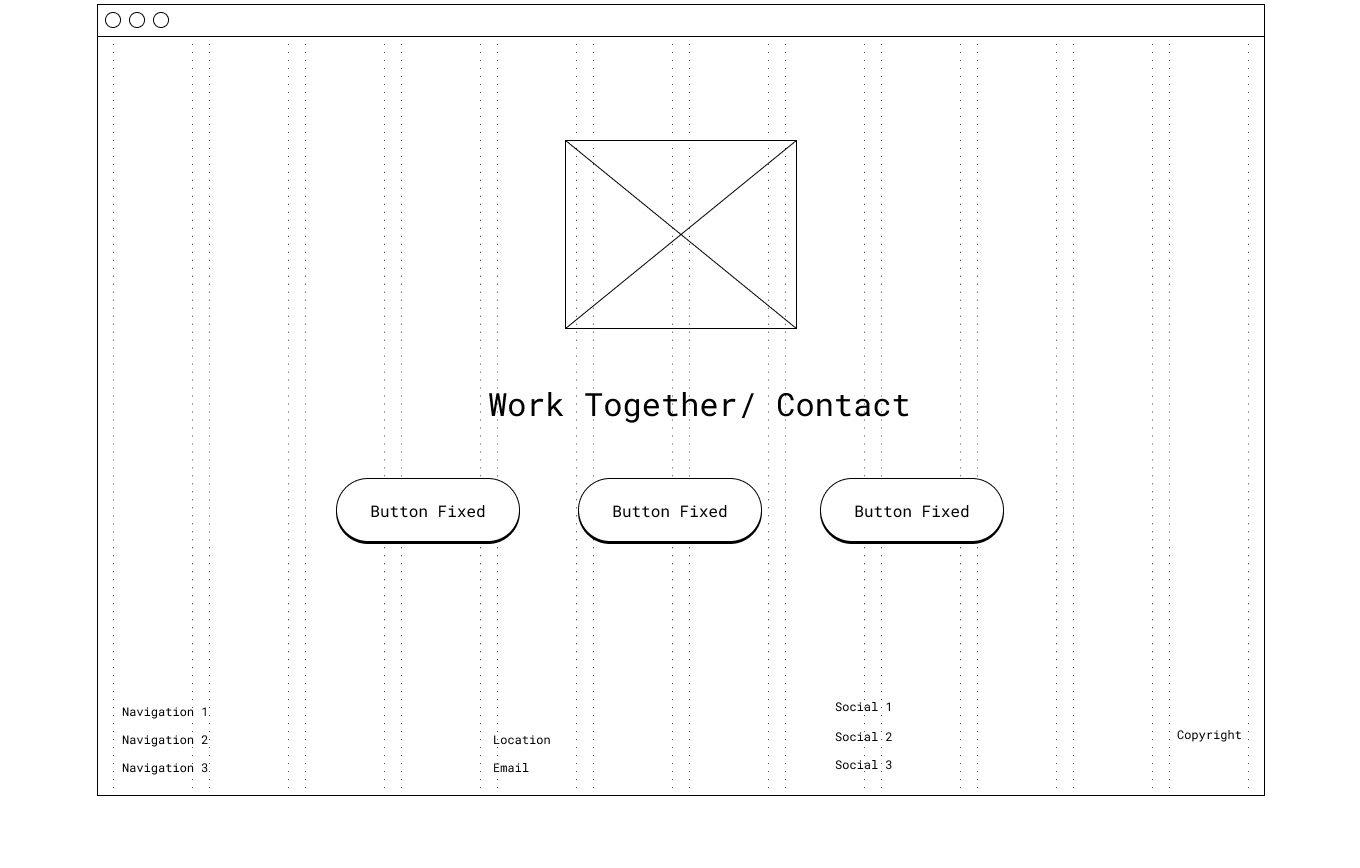 Work Together/ Contact
Button Fixed
Button Fixed
Button Fixed
Navigation 1
Navigation 2
Navigation 3
Location
Email
Social 1
Social 2
Social 3
Copyright